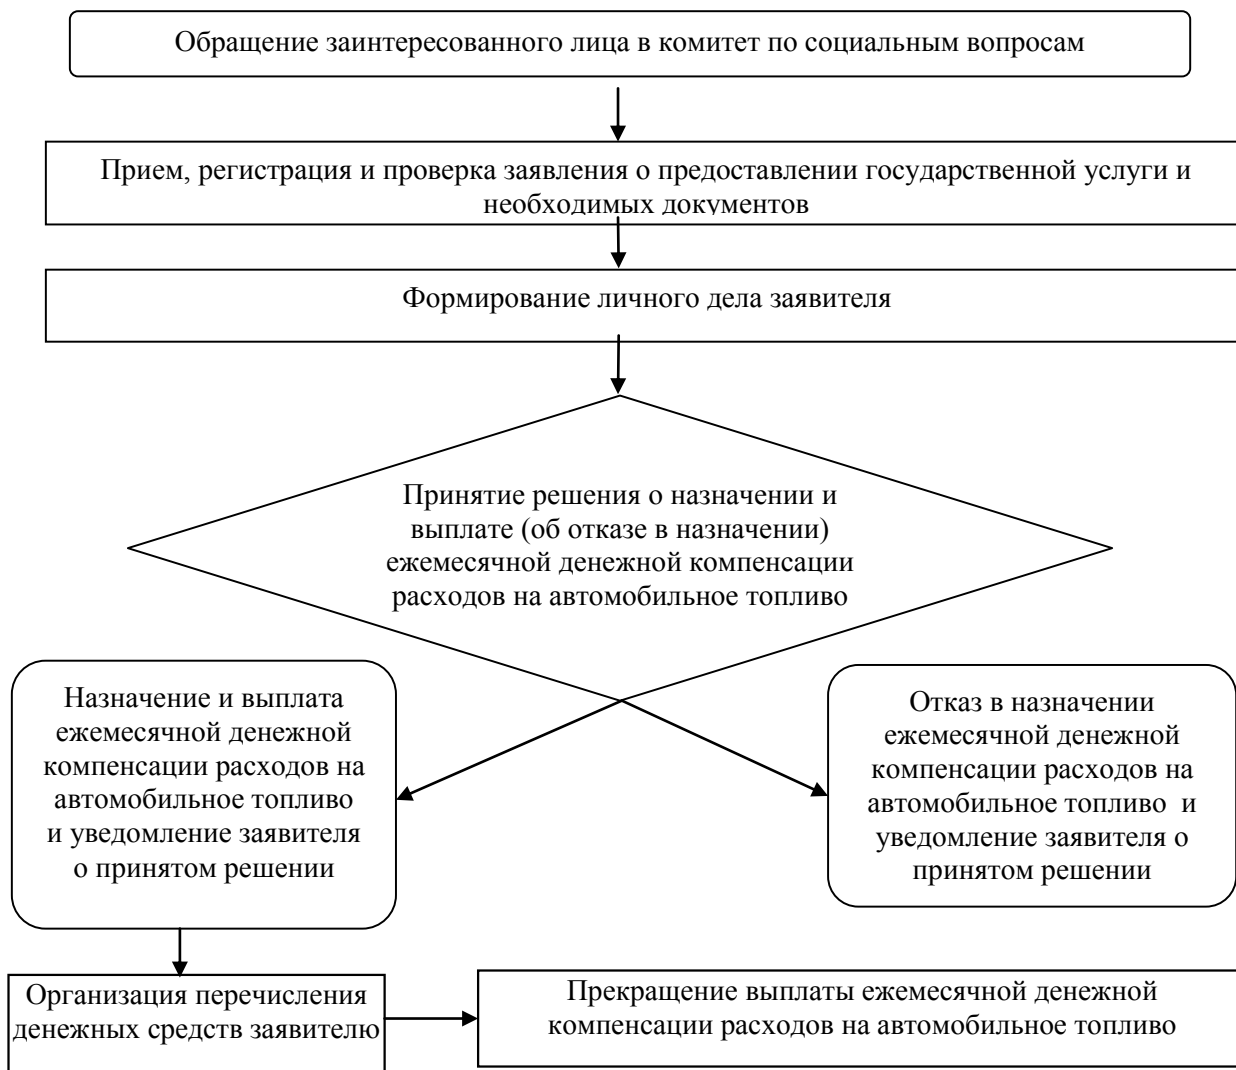 Обращение заинтересованного лица в комитет по социальным вопросам
Прием, регистрация и проверка заявления о предоставлении государственной услуги и
необходимых документов
Формирование личного дела заявителя
Принятие решения о назначении и
выплате (об отказе в назначении)
ежемесячной денежной компенсации
расходов на автомобильное топливо
Назначение и выплата
ежемесячной денежной
компенсации расходов на
автомобильное топливо
и уведомление заявителя
о принятом решении
Отказ в назначении
ежемесячной денежной
компенсации расходов на
автомобильное топливо и
уведомление заявителя о
принятом решении
Организация перечисления
денежных средств заявителю
Прекращение выплаты ежемесячной денежной
компенсации расходов на автомобильное топливо